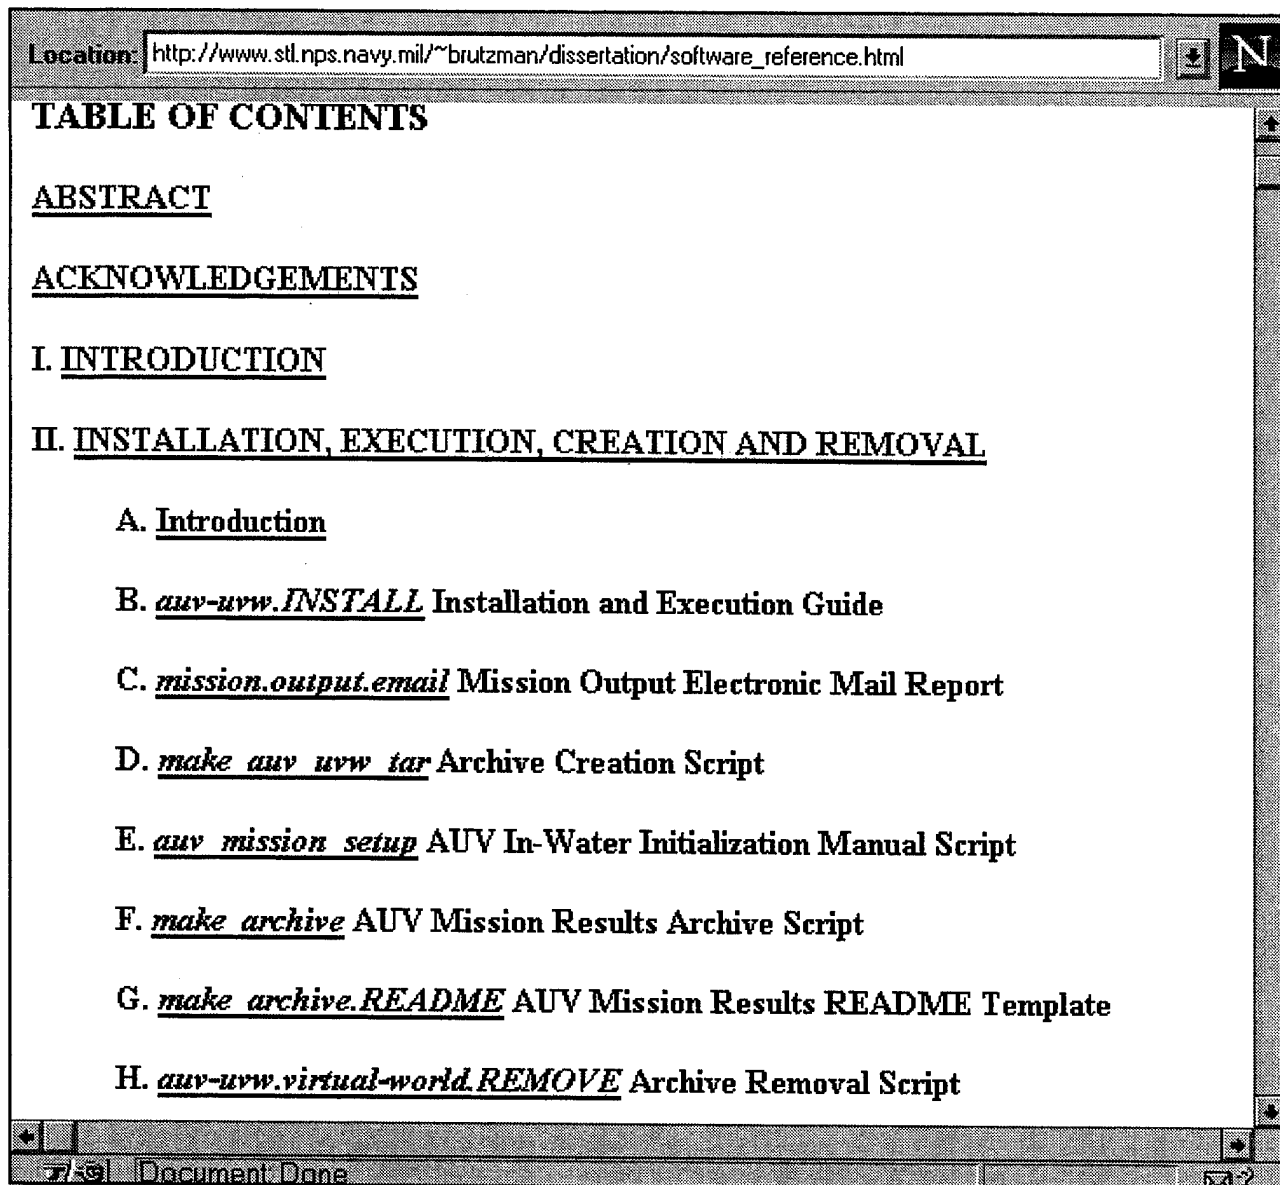 Location: http://www.stl.nps.navy.mil/~brutzman/dissertation/software_reference.html
N
TABLE OF CONTENTS
ABSTRACT
ACKNOWLEDGEMENTS
I. INTRODUCTION
II. INSTALLATION, EXECUTION, CREATION AND REMOVAL
A. Introduction
B. auv-uvw.INSTALL Installation and Execution Guide
C. mission.output.email Mission Output Electronic Mail Report
D. make_auv_uvw_tar Archive Creation Script
E. auv_mission_setup AUV In-Water Initialization Manual Script
F. make_archive AUV Mission Results Archive Script
G. make_archive.README AUV Mission Results README Template
H. auv-uvw.virtual-world.REMOVE Archive Removal Script
Document: Done
?